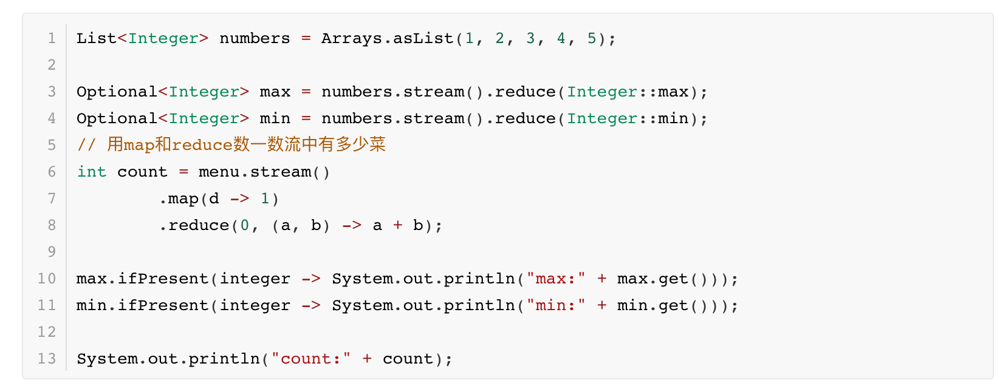 1 List<Integer> numbers = Arrays.asList(1, 2, 3, 4, 5);
2
3 Optional<Integer> max = numbers.stream().reduce(Integer::max);
4 Optional<Integer> min = numbers.stream().reduce(Integer::min);
5 // 用map和reduce数一数流中有多少菜
6 int count = menu.stream()
7         .map(d -> 1)
8         .reduce(0, (a, b) -> a + b);
9
10 max.ifPresent(integer -> System.out.println("max:" + max.get()));
11 min.ifPresent(integer -> System.out.println("min:" + min.get()));
12
13 System.out.println("count:" + count);